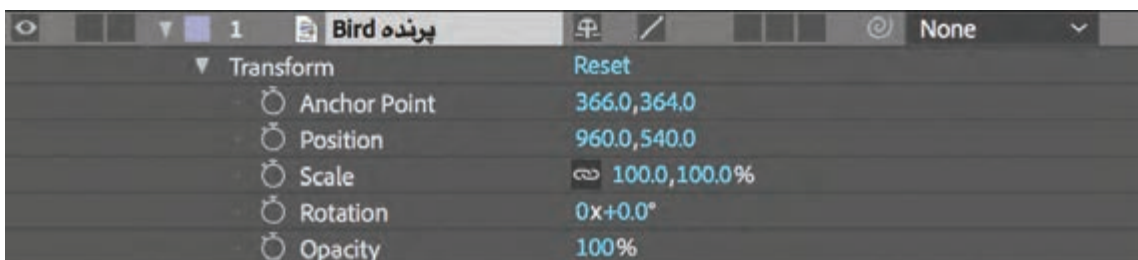 1 Bird پرنده None
Transform Reset
Anchor Point 366.0,364.0
Position 960.0,540.0
Scale 100.0,100.0%
Rotation 0x+0.0°
Opacity 100%